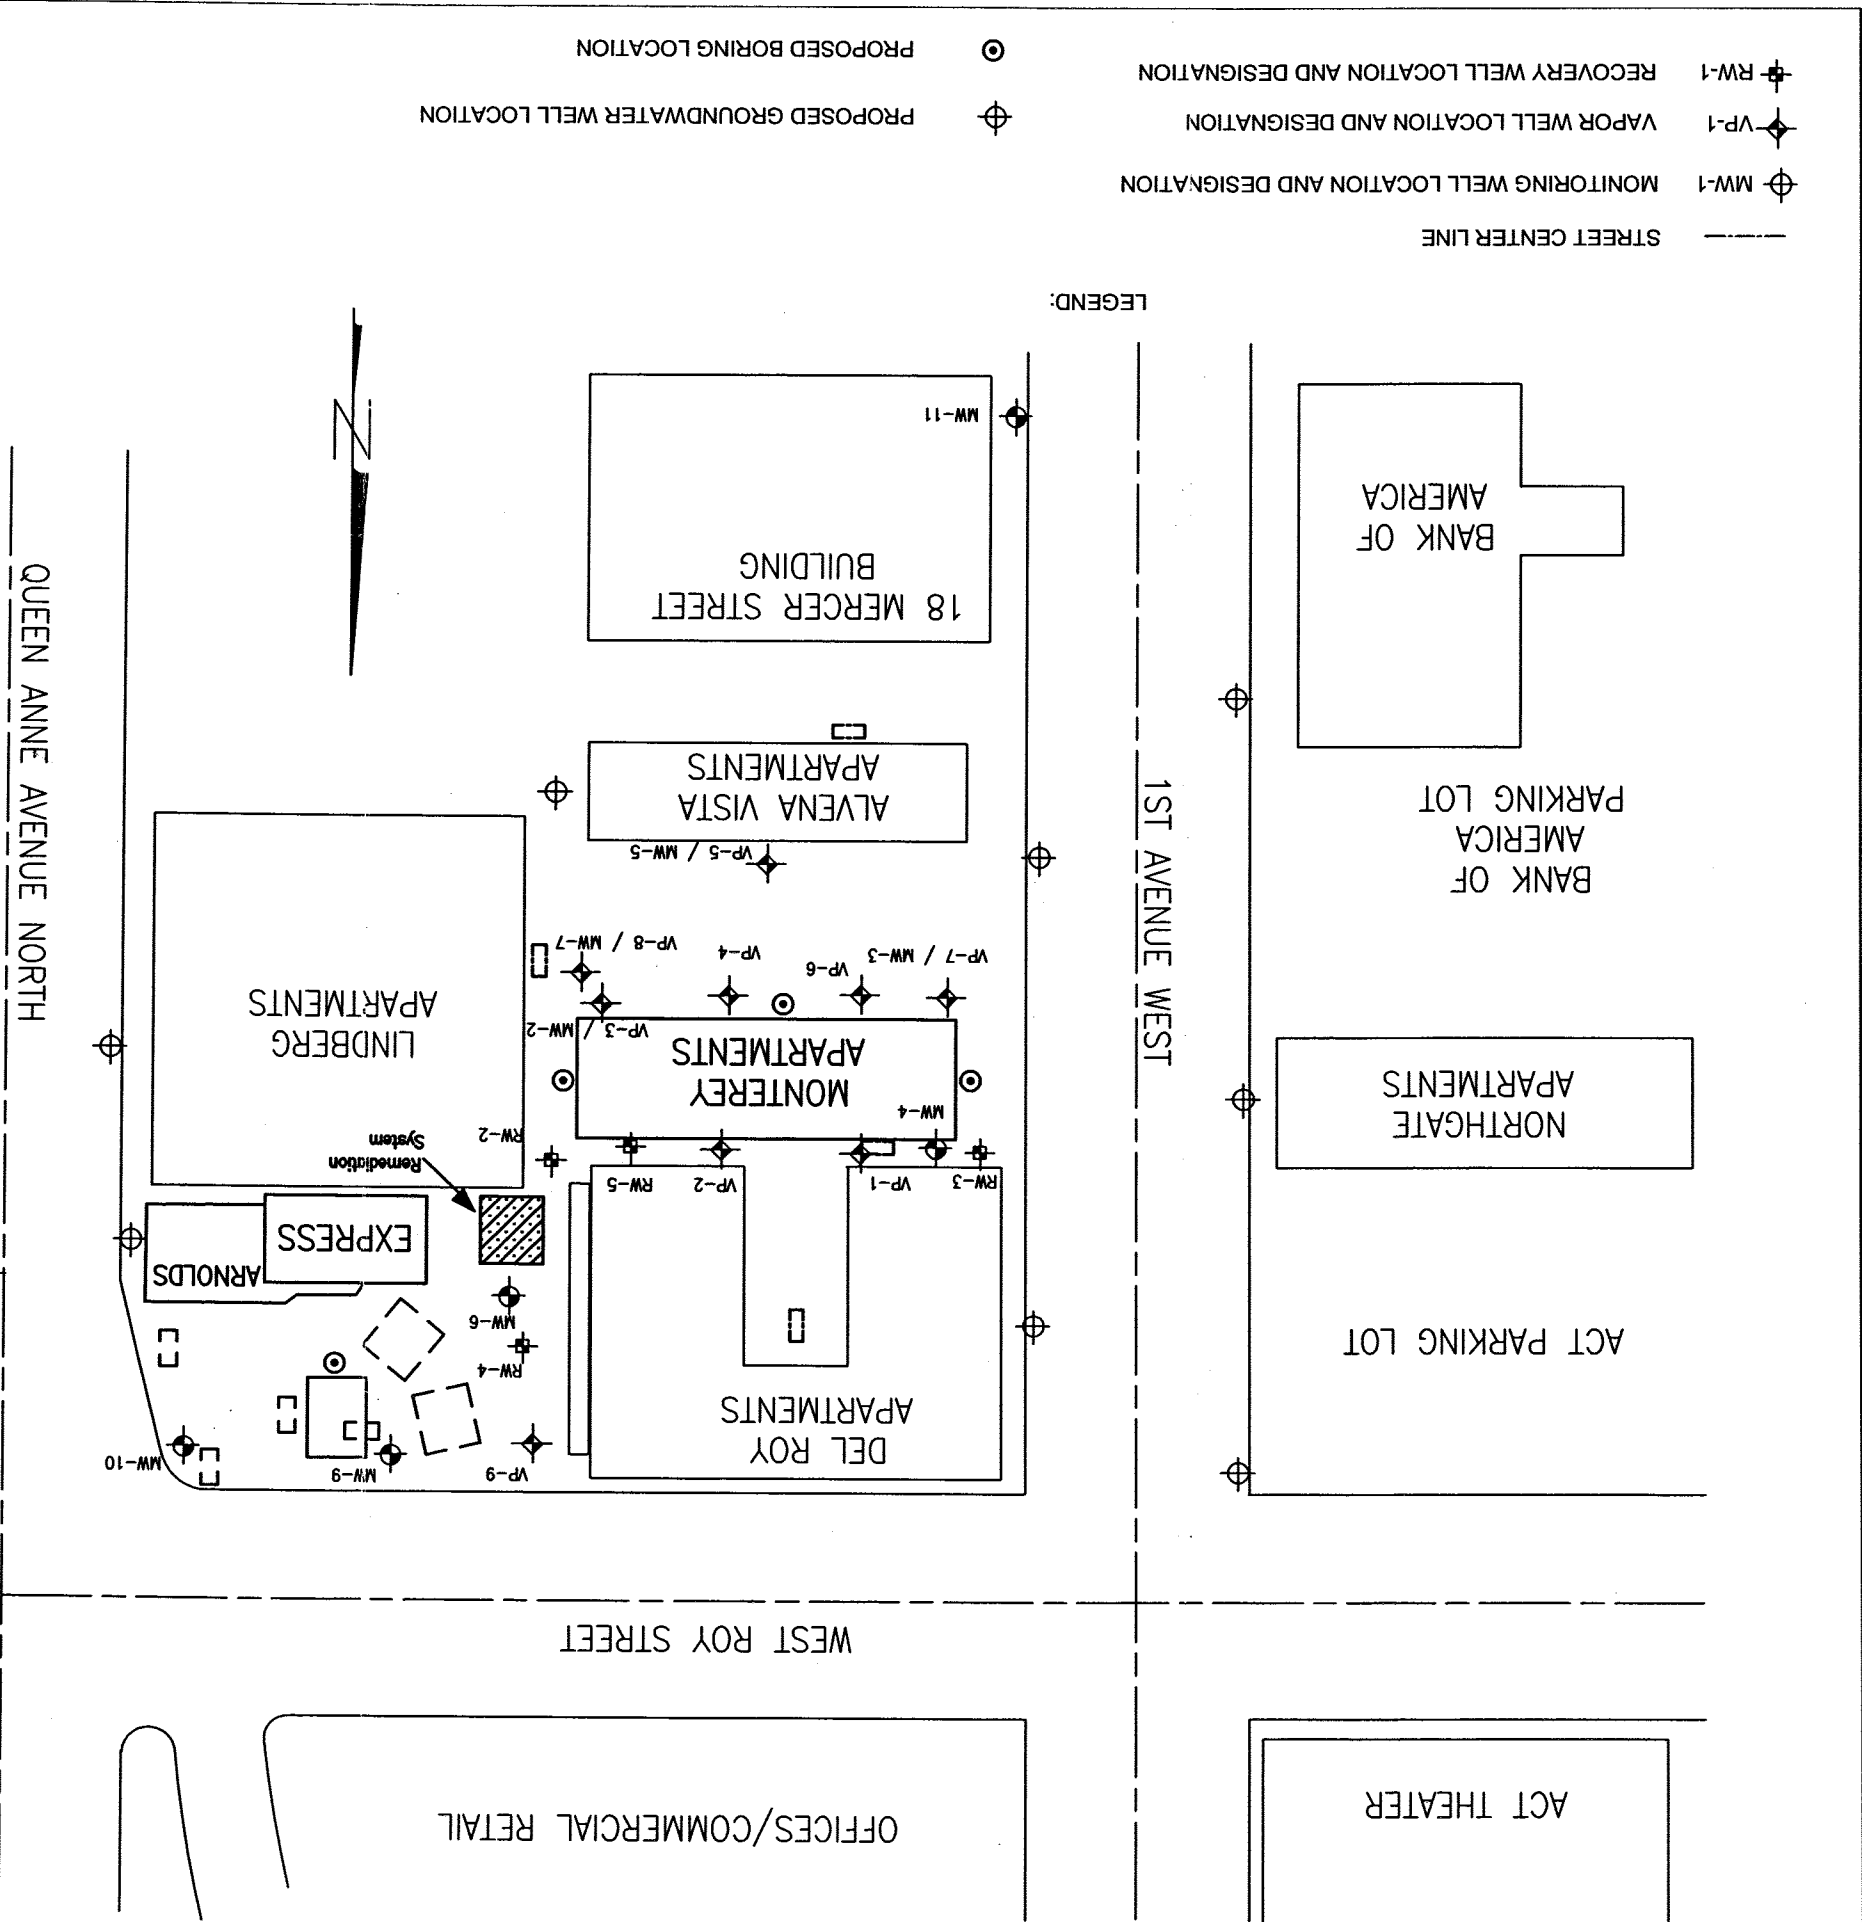 ACT THEATER
OFFICES/COMMERCIAL RETAIL
WEST ROY STREET
ACT PARKING LOT
DEL ROY
APARTMENTS
VP-9
MW-9
MW-10
RW-4
MW-6
ARNOLDS
EXPRESS
Remediation
System
RW-3
VP-1
VP-2
RW-5
RW-2
NORTHGATE
APARTMENTS
MW-4
MONTEREY
APARTMENTS
LINDBERG
APARTMENTS
VP-3 / MW-2
VP-7 / MW-3
VP-6
VP-4
VP-8 / MW-7
1ST AVENUE WEST
QUEEN ANNE AVENUE NORTH
BANK OF
AMERICA
PARKING LOT
VP-5 / MW-5
ALVENA VISTA
APARTMENTS
18 MERCER STREET
BUILDING
BANK OF
AMERICA
MW-11
N
LEGEND:
STREET CENTER LINE
MW-1 MONITORING WELL LOCATION AND DESIGNATION
VP-1 VAPOR WELL LOCATION AND DESIGNATION
RW-1 RECOVERY WELL LOCATION AND DESIGNATION
PROPOSED GROUNDWATER WELL LOCATION
PROPOSED BORING LOCATION